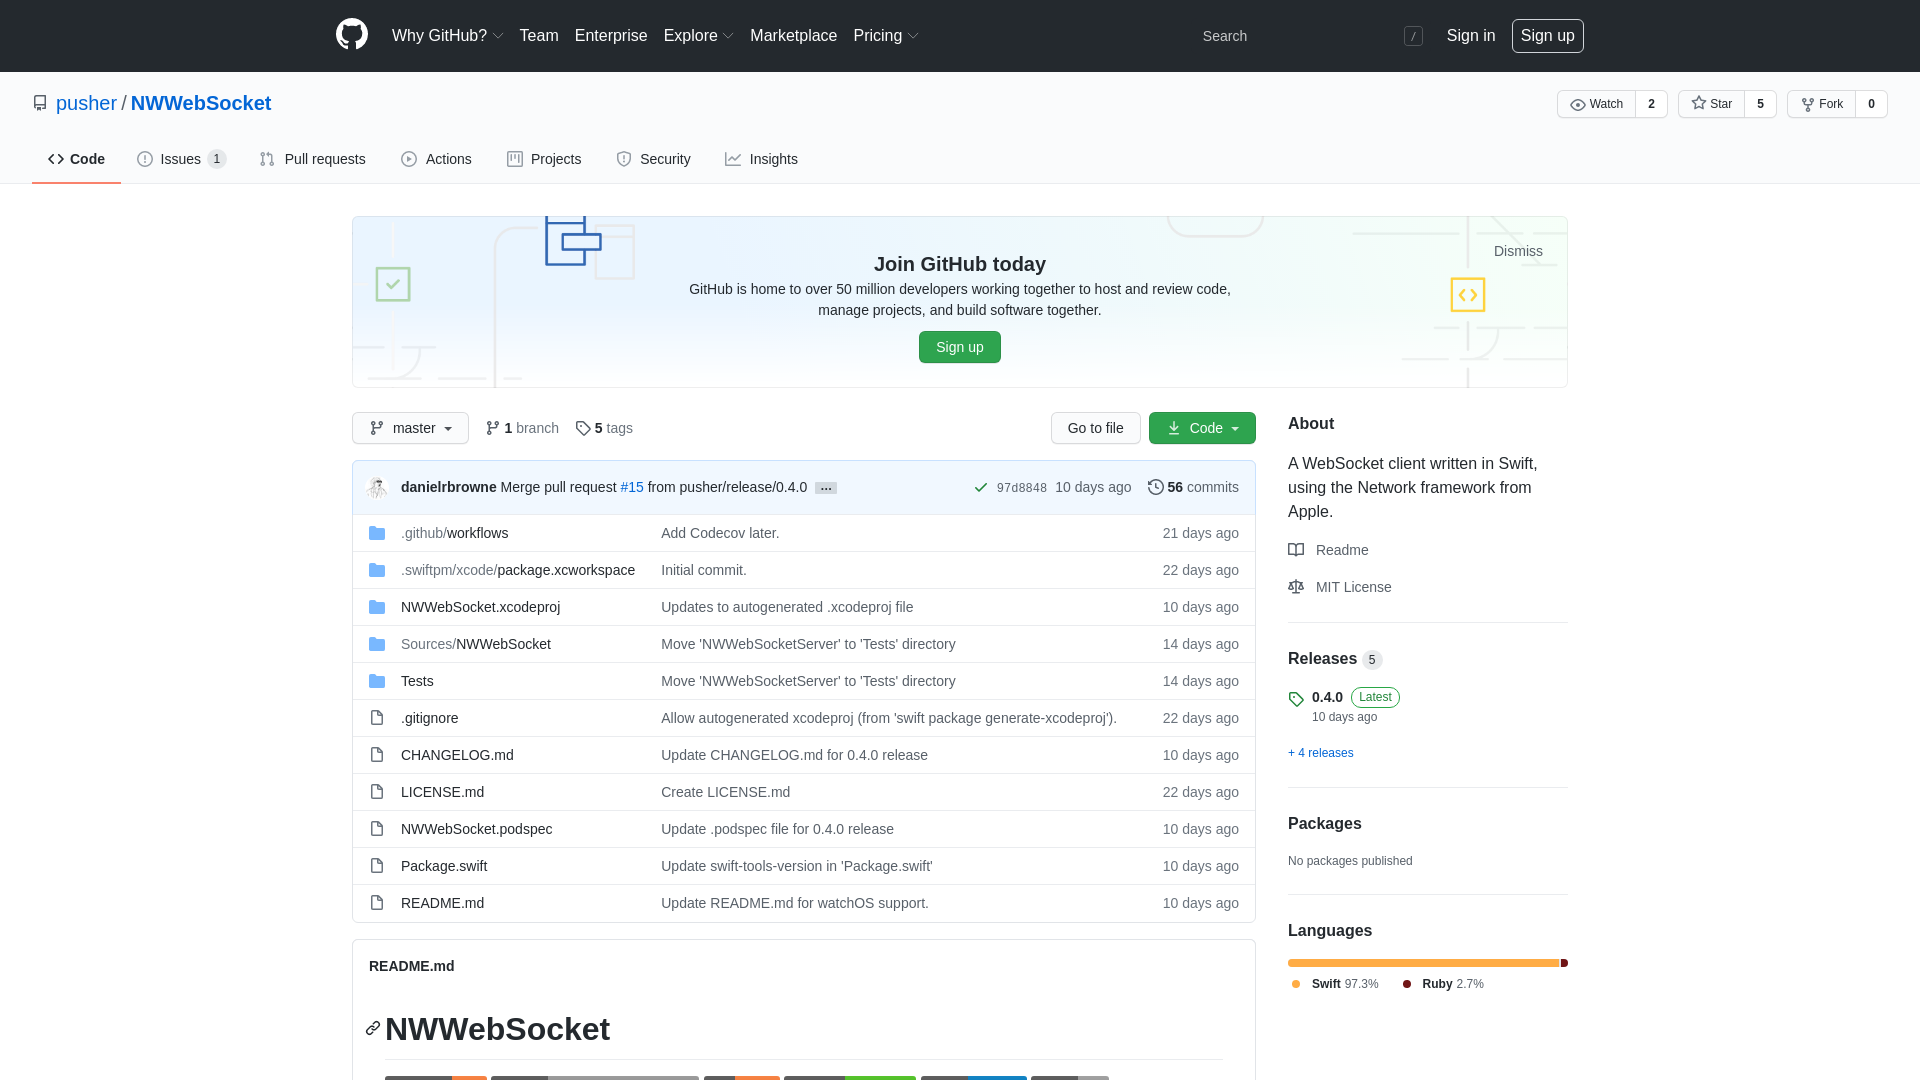 Why GitHub? Team Enterprise Explore Marketplace Pricing Search / Sign in Sign up
pusher / NWWebSocket Watch 2 Star 5 Fork 0
Code Issues 1 Pull requests Actions Projects Security Insights
Dismiss
Join GitHub today
GitHub is home to over 50 million developers working together to host and review code,
manage projects, and build software together.
Sign up
master 1 branch 5 tags Go to file Code
danielrbrowne Merge pull request #15 from pusher/release/0.4.0 … 97d8848 10 days ago 56 commits
.github/workflows Add Codecov later. 21 days ago
.swiftpm/xcode/package.xcworkspace Initial commit. 22 days ago
NWWebSocket.xcodeproj Updates to autogenerated .xcodeproj file 10 days ago
Sources/NWWebSocket Move 'NWWebSocketServer' to 'Tests' directory 14 days ago
Tests Move 'NWWebSocketServer' to 'Tests' directory 14 days ago
.gitignore Allow autogenerated xcodeproj (from 'swift package generate-xcodeproj'). 22 days ago
CHANGELOG.md Update CHANGELOG.md for 0.4.0 release 10 days ago
LICENSE.md Create LICENSE.md 22 days ago
NWWebSocket.podspec Update .podspec file for 0.4.0 release 10 days ago
Package.swift Update swift-tools-version in 'Package.swift' 10 days ago
README.md Update README.md for watchOS support. 10 days ago
README.md
NWWebSocket
About
A WebSocket client written in Swift,
using the Network framework from
Apple.
Readme
MIT License
Releases 5
0.4.0 Latest
10 days ago
+ 4 releases
Packages
No packages published
Languages
Swift 97.3% Ruby 2.7%